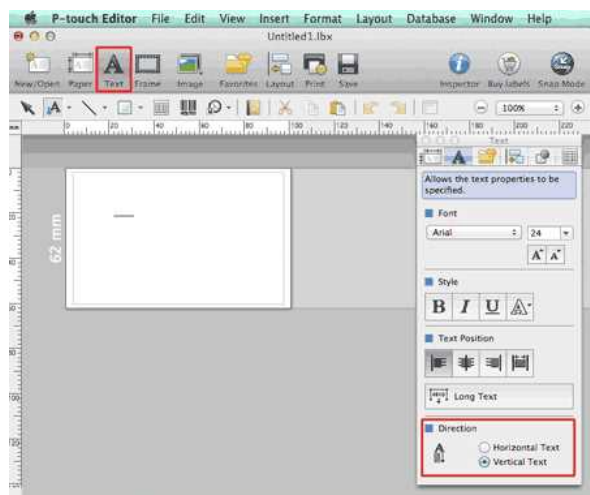 P-touch Editor File Edit View Insert Format Layout Database Window Help
Untitled1.lbx
New/Open Paper Text Frame Image Favorites Layout Print Save Inspector Buy labels Snap Mode
100%
62 mm
Text
Allows the text properties to be
specified.
Font
Arial 24
Style
B I U A
Text Position
Long Text
Direction
Horizontal Text
Vertical Text